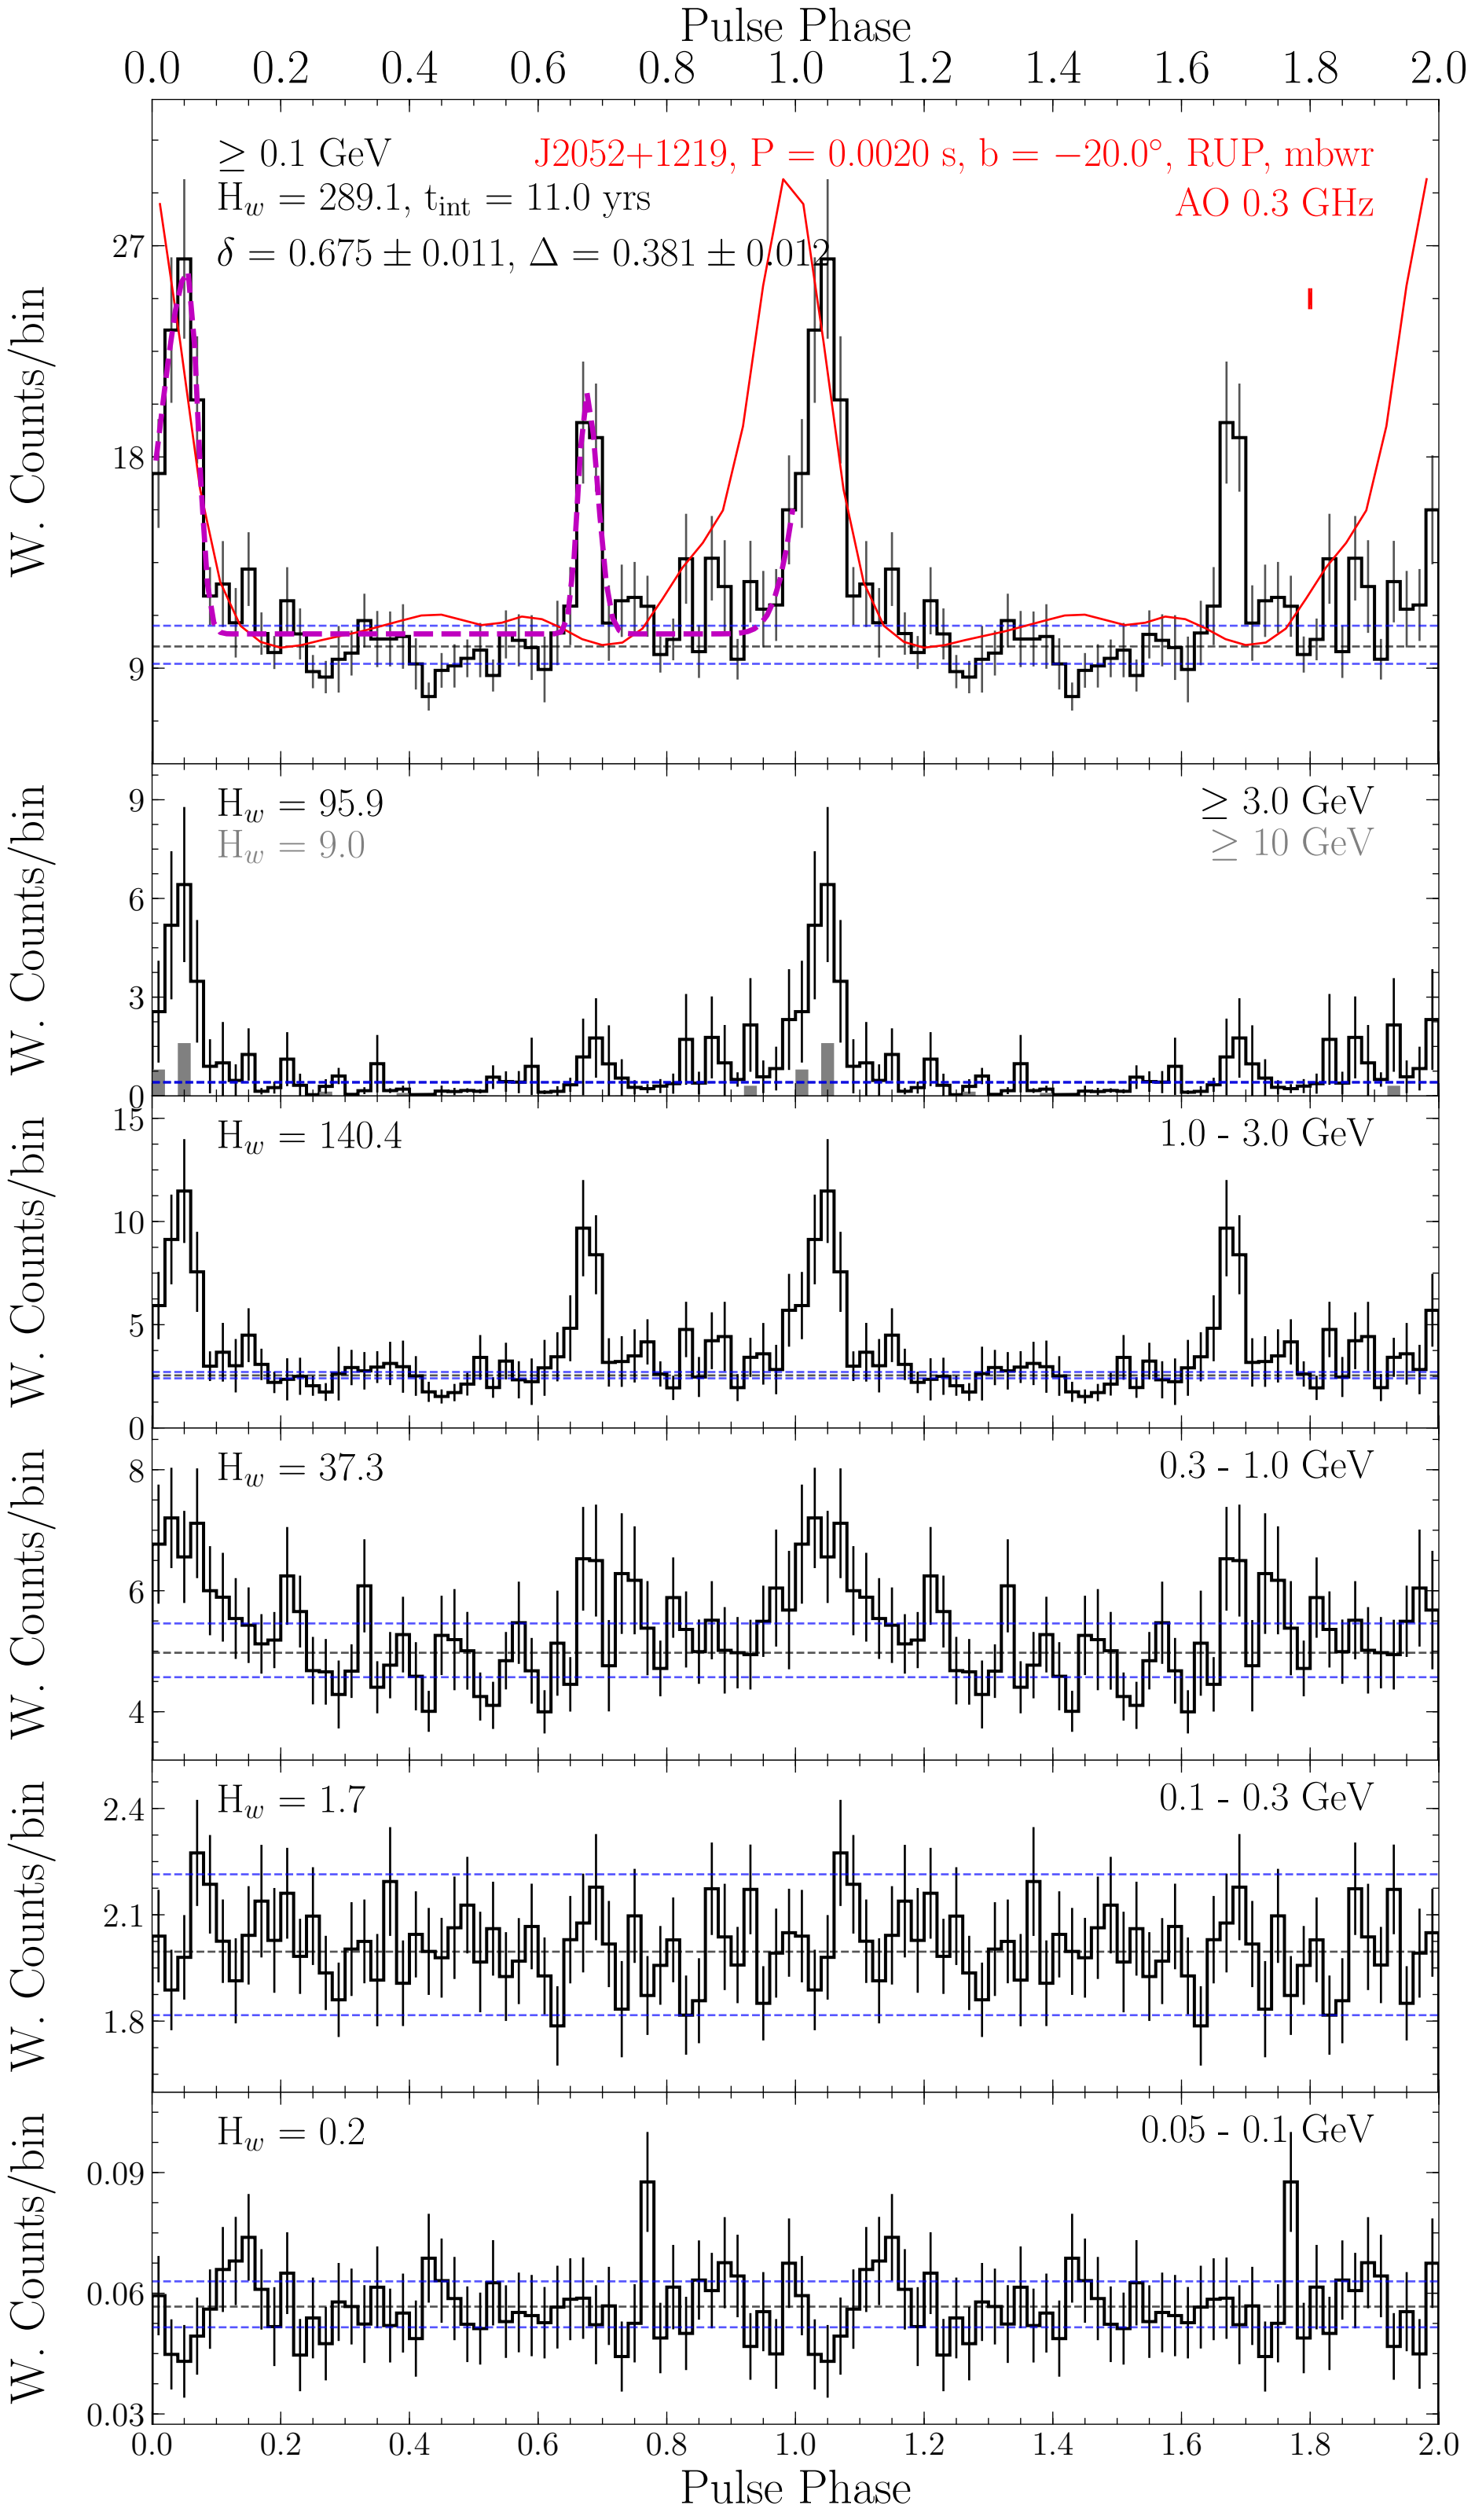 Pulse Phase
0.0 0.2 0.4 0.6 0.8 1.0 1.2 1.4 1.6 1.8 2.0
≥ 0.1 GeV
J2052+1219, P = 0.0020 s, b = −20.0°, RUP, mbwr
H_w = 289.1, t_int = 11.0 yrs
AO 0.3 GHz
δ = 0.675 ± 0.011, Δ = 0.381 ± 0.012
27
18
9
W. Counts/bin
H_w = 95.9
≥ 3.0 GeV
H_w = 9.0
≥ 10 GeV
9
6
3
0
W. Counts/bin
H_w = 140.4
1.0 - 3.0 GeV
15
10
5
0
W. Counts/bin
H_w = 37.3
0.3 - 1.0 GeV
8
6
4
W. Counts/bin
H_w = 1.7
0.1 - 0.3 GeV
2.4
2.1
1.8
W. Counts/bin
H_w = 0.2
0.05 - 0.1 GeV
0.09
0.06
0.03
W. Counts/bin
0.0 0.2 0.4 0.6 0.8 1.0 1.2 1.4 1.6 1.8 2.0
Pulse Phase